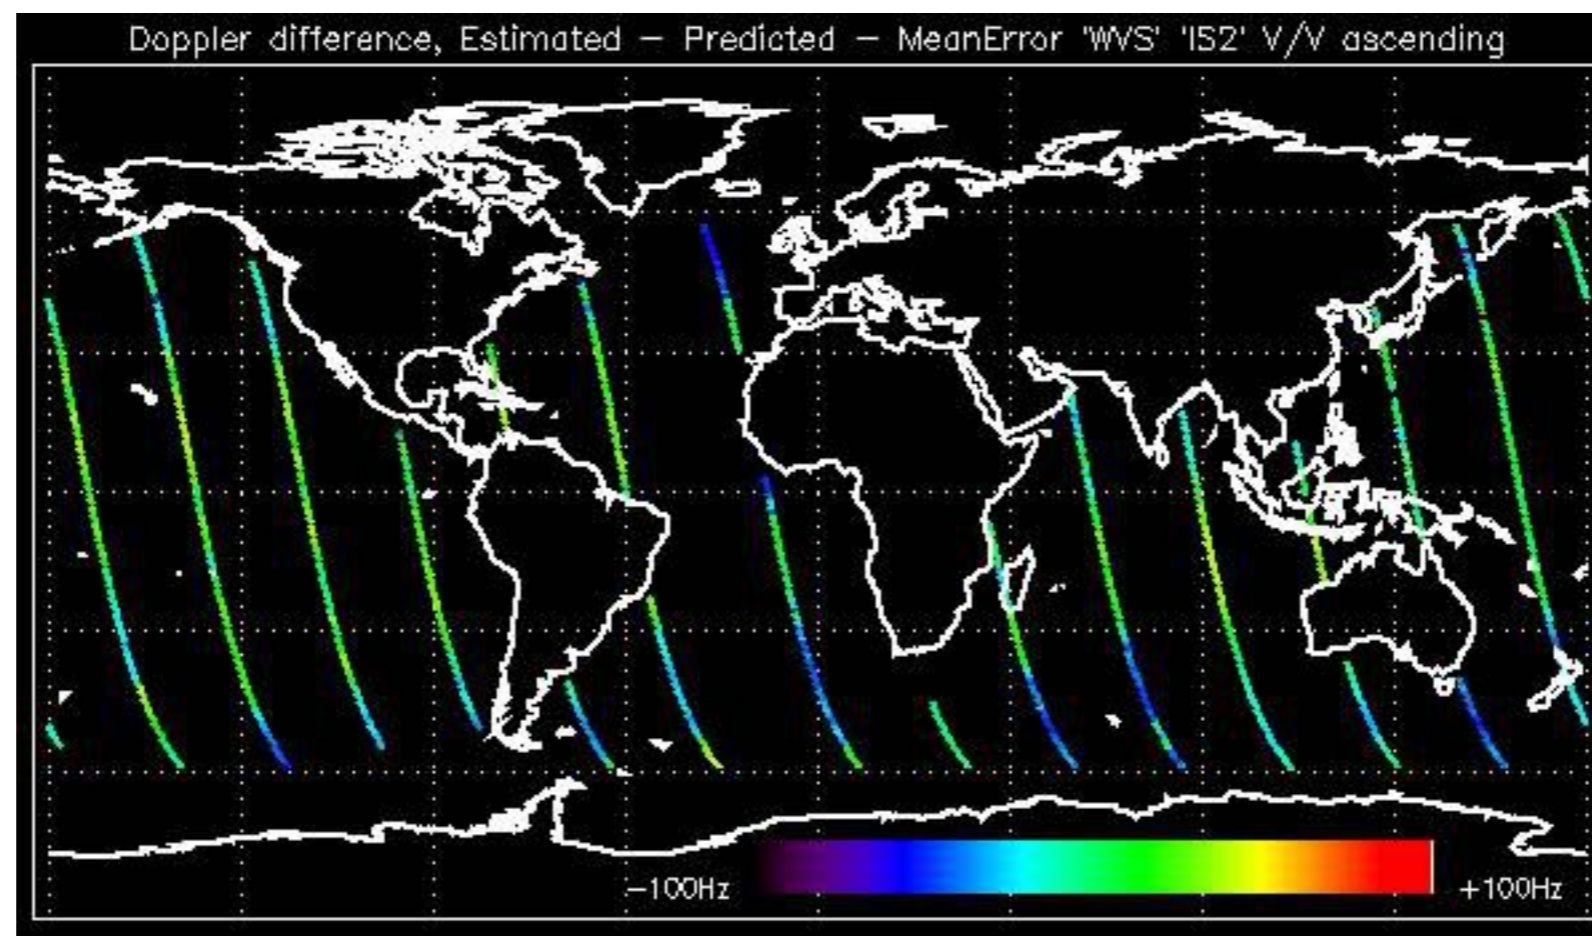 Doppler difference, Estimated – Predicted – MeanError 'WVS' 'IS2' V/V ascending
–100Hz
+100Hz